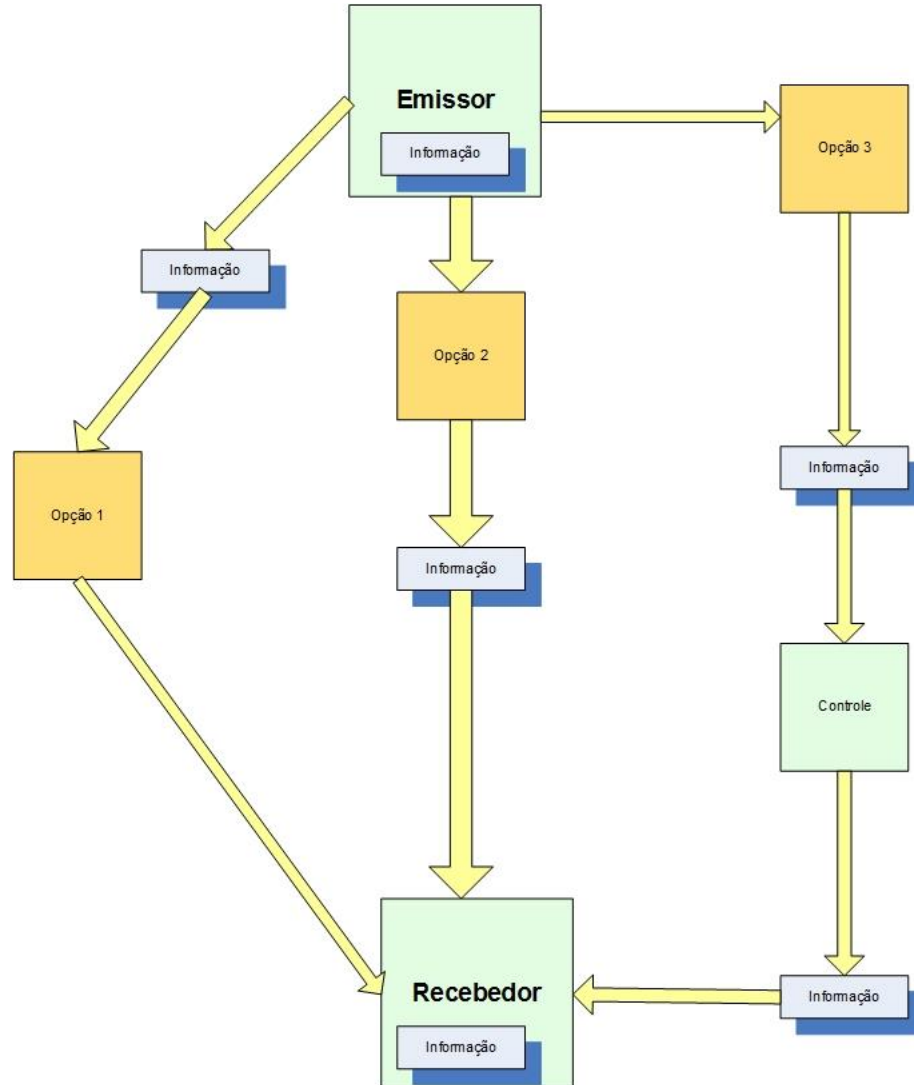 Emissor
Informação
Opção 3
Informação
Opção 2
Informação
Opção 1
Informação
Controle
Informação
Recebedor
Informação